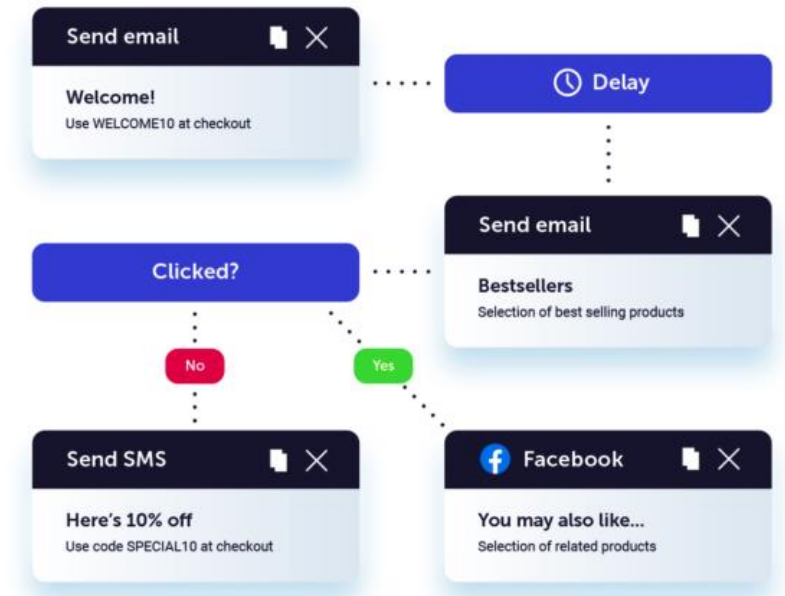 Send email
Welcome!
Use WELCOME10 at checkout
Delay
Send email
Bestsellers
Selection of best selling products
Clicked?
No
Yes
Send SMS
Here's 10% off
Use code SPECIAL10 at checkout
Facebook
You may also like...
Selection of related products